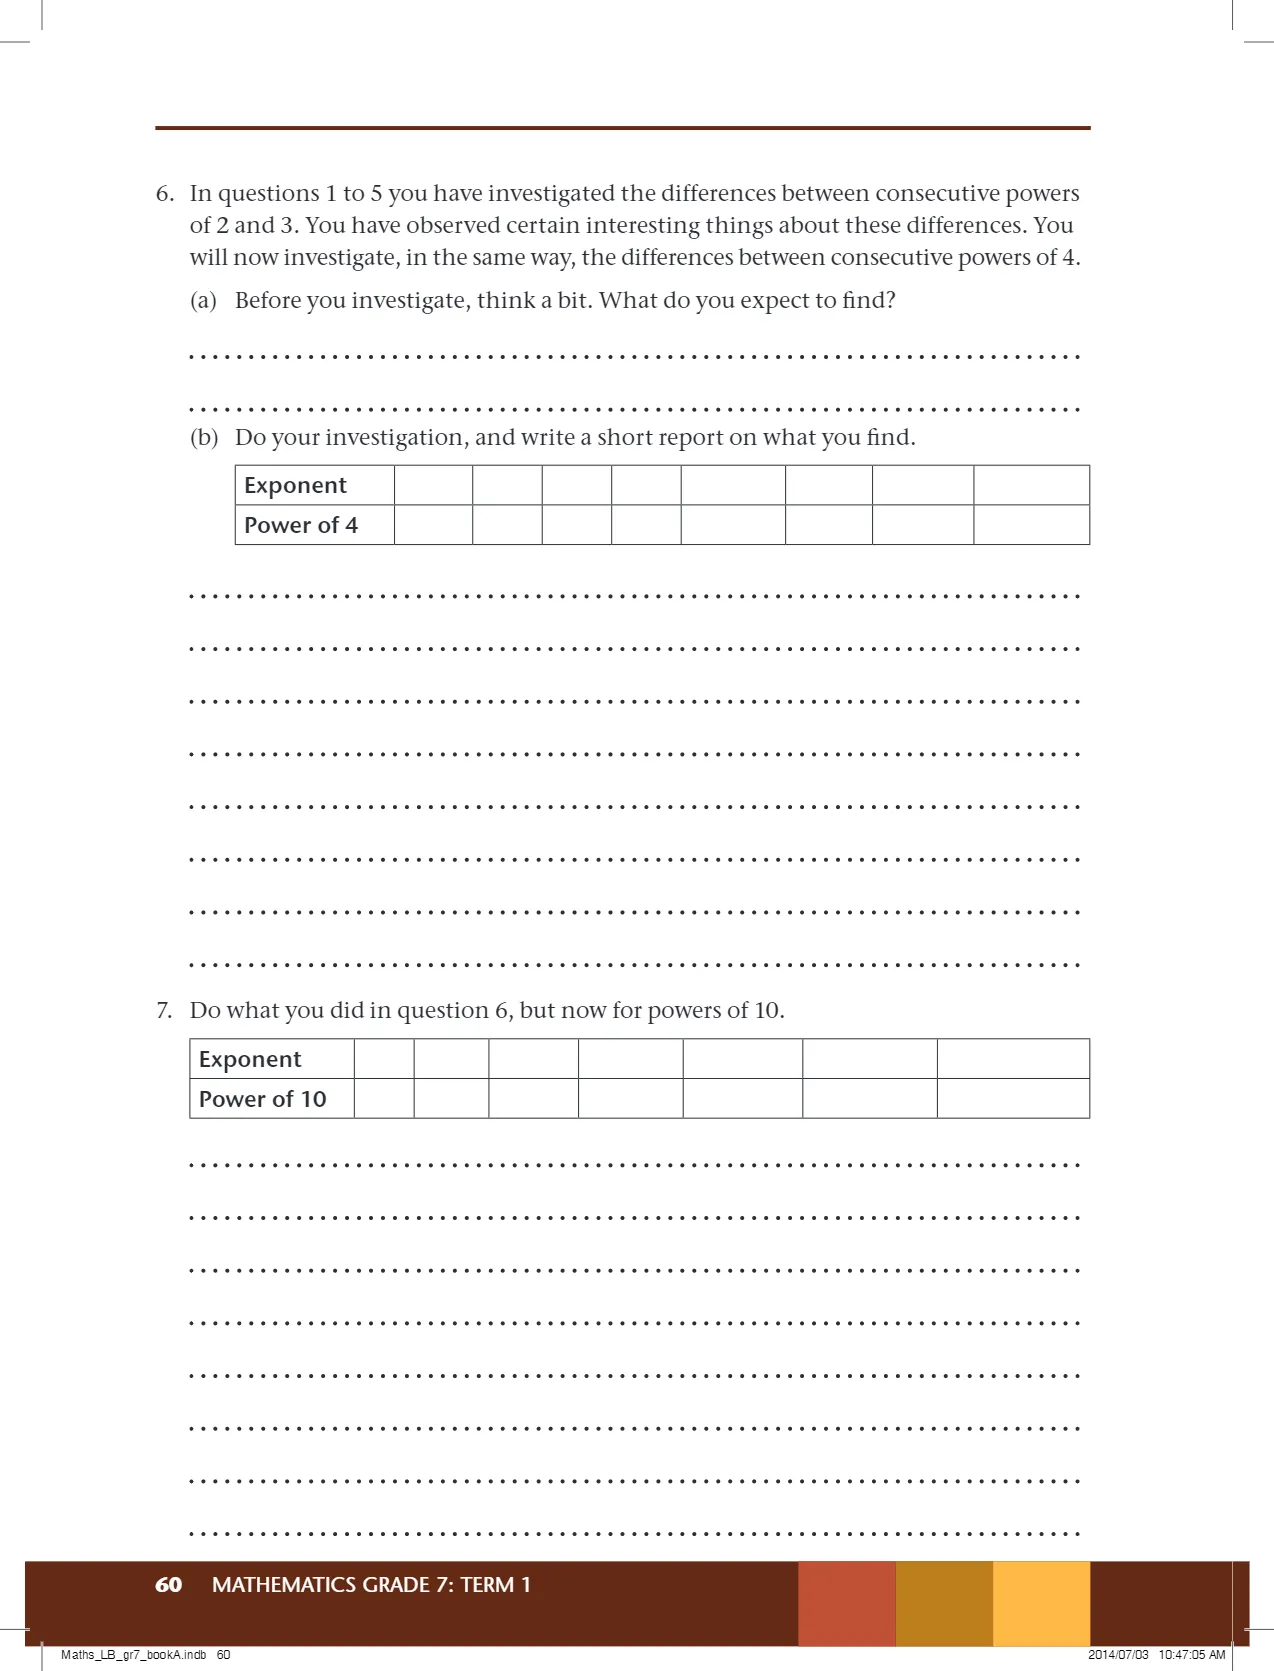 6. In questions 1 to 5 you have investigated the differences between consecutive powers
of 2 and 3. You have observed certain interesting things about these differences. You
will now investigate, in the same way, the differences between consecutive powers of 4.
(a) Before you investigate, think a bit. What do you expect to find?
(b) Do your investigation, and write a short report on what you find.
Exponent
Power of 4
7. Do what you did in question 6, but now for powers of 10.
Exponent
Power of 10
60 MATHEMATICS GRADE 7: TERM 1
Maths_LB_gr7_bookA.indb 60 2014/07/03 10:47:05 AM